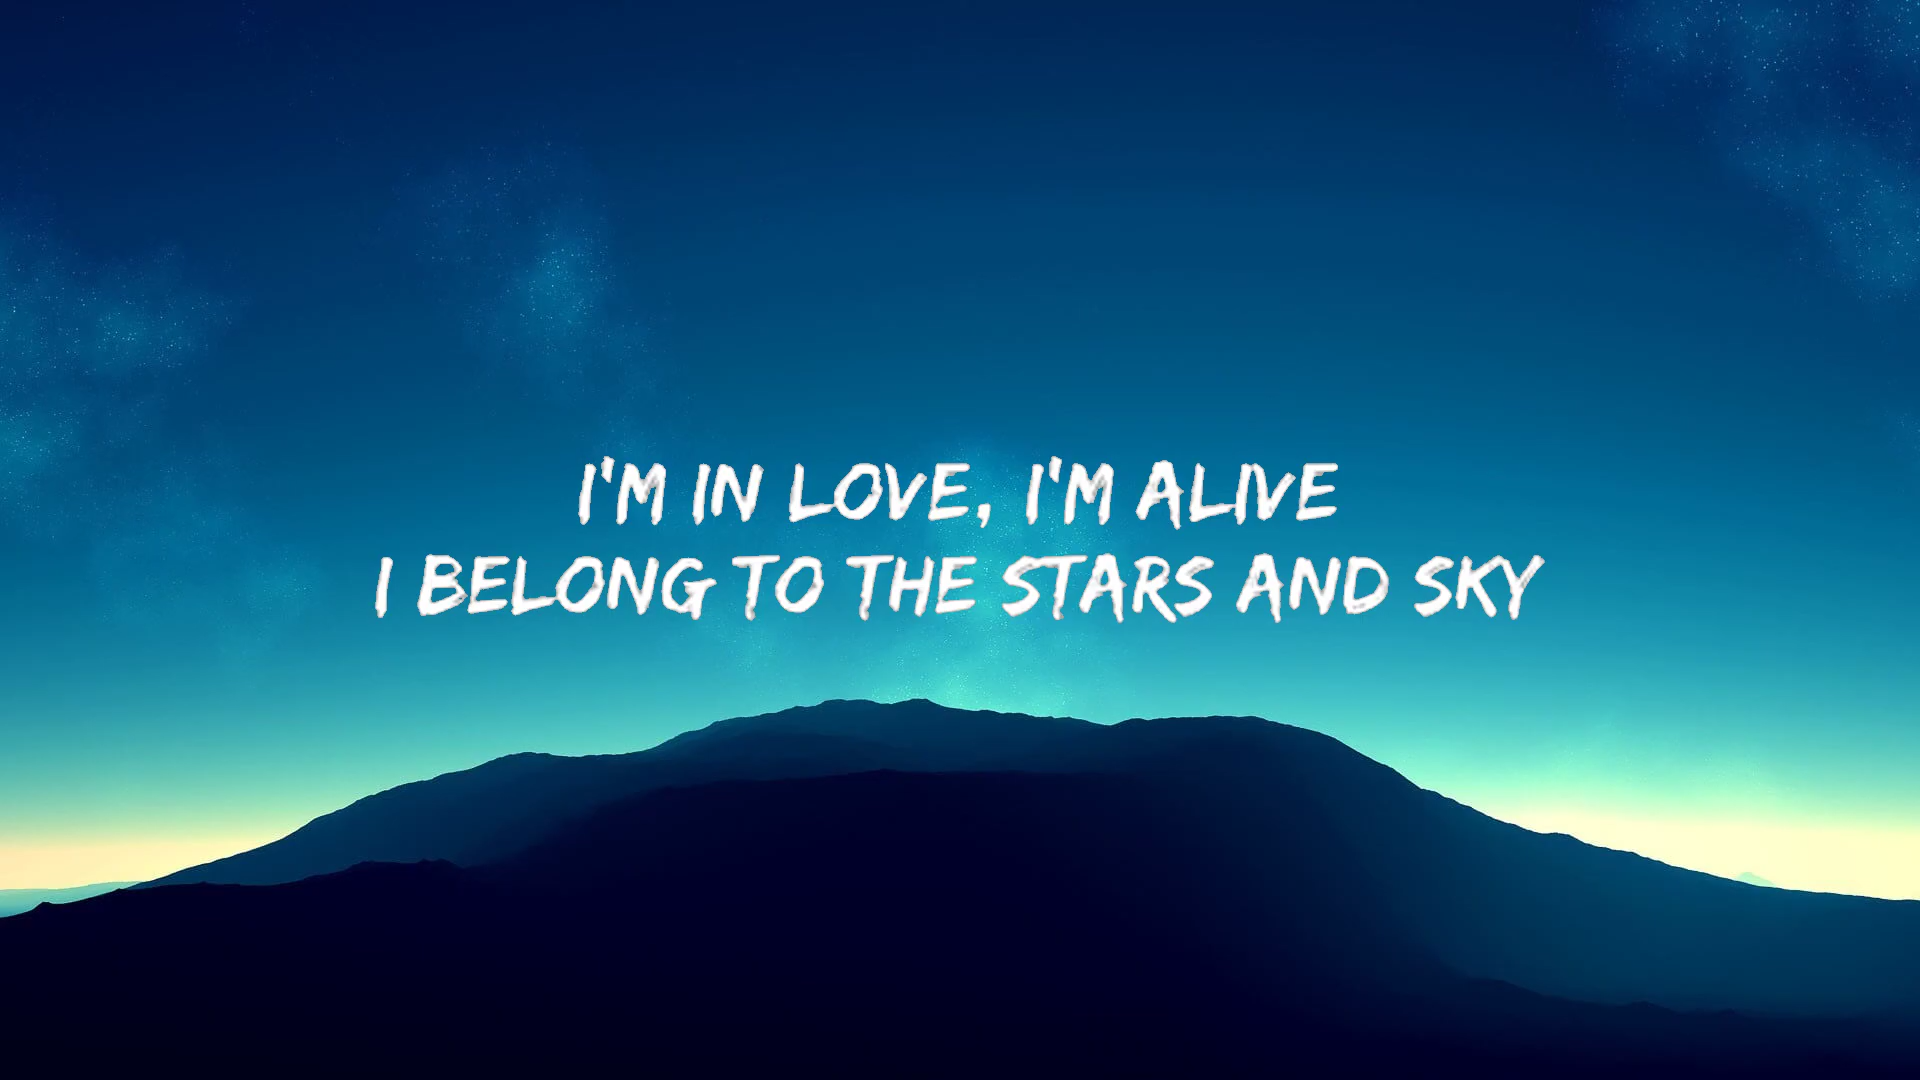 I'M IN LOVE, I'M ALIVE
I BELONG TO THE STARS AND SKY